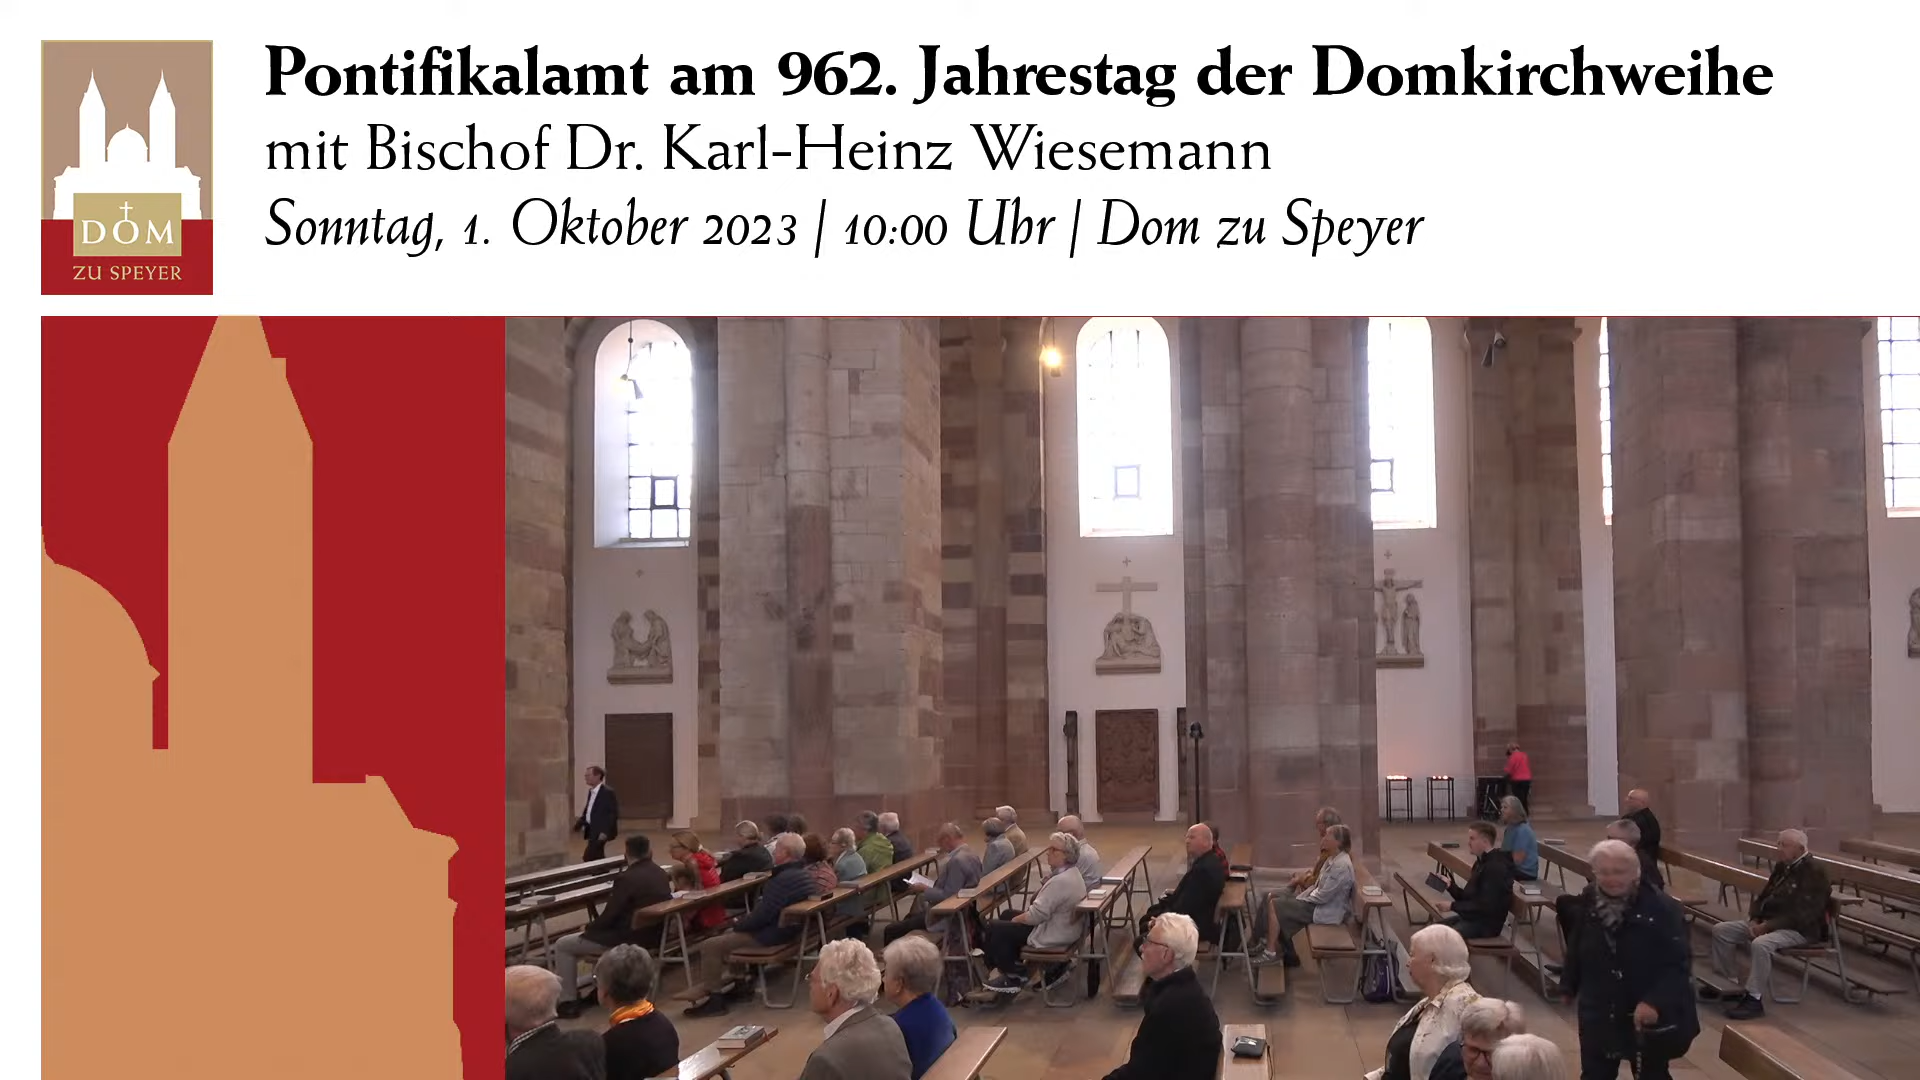 Pontifikalamt am 962. Jahrestag der Domkirchweihe
mit Bischof Dr. Karl-Heinz Wiesemann
Sonntag, 1. Oktober 2023 | 10:00 Uhr | Dom zu Speyer
DOM
ZU SPEYER